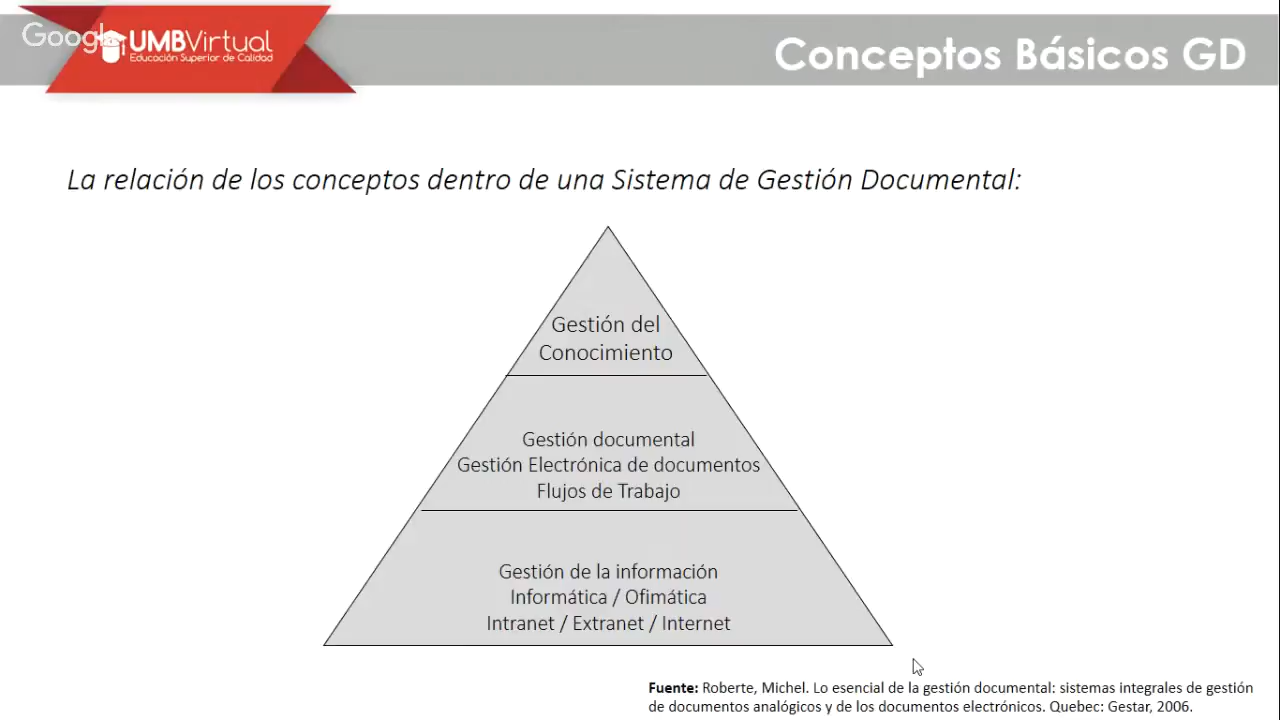 Google
UMBVirtual
Educación Superior de Calidad
Conceptos Básicos GD
La relación de los conceptos dentro de una Sistema de Gestión Documental:
Gestión del
Conocimiento
Gestión documental
Gestión Electrónica de documentos
Flujos de Trabajo
Gestión de la información
Informática / Ofimática
Intranet / Extranet / Internet
Fuente: Roberte, Michel. Lo esencial de la gestión documental: sistemas integrales de gestión
de documentos analógicos y de los documentos electrónicos. Quebec: Gestar, 2006.